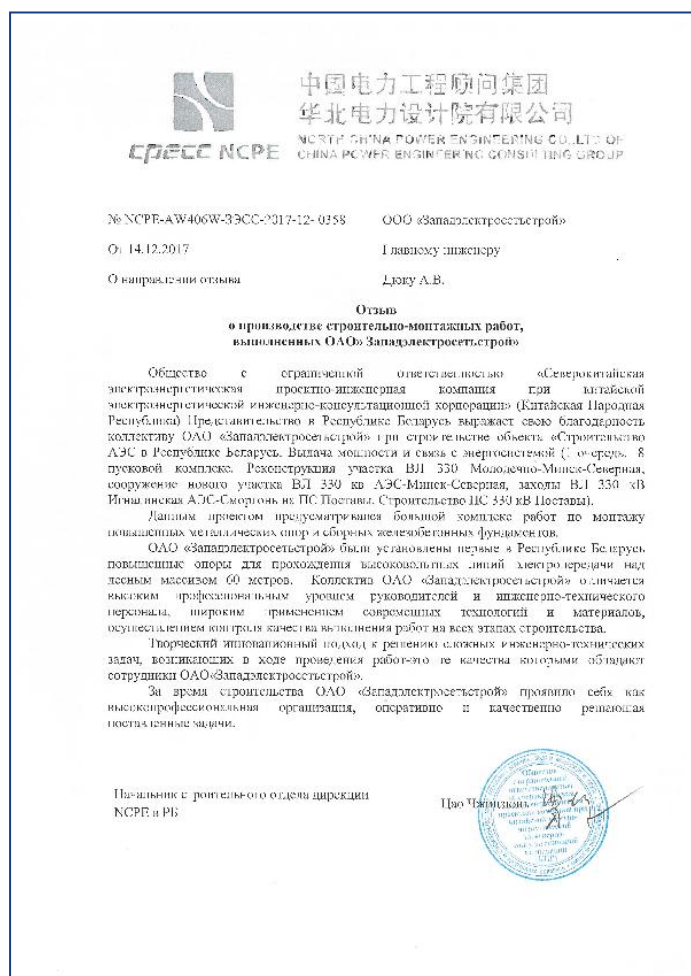 中国电力工程顾问集团
华北电力设计院有限公司
NORTH CHINA POWER ENGINEERING CO.,LTD OF
CHINA POWER ENGINEERING CONSULTING GROUP
CPECC NCPE
№ NCPE-AW406W-ЗЭСС-2017-12- 0358
ООО «Западэлектросетьстрой»
От 14.12.2017
Главному инженеру
О направлении отзыва
Дюку А.В.
Отзыв
о производстве строительно-монтажных работ,
выполненных ОАО» Западэлектросетьстрой»
Общество с ограниченной ответственностью «Северокитайская
электроэнергетическая проектно-инженерная компания при китайской
электроэнергетической инженерно-консультационной корпорации» (Китайская Народная
Республика) Представительство в Республике Беларусь выражает свою благодарность
коллективу ОАО «Западэлектросетьстрой» при строительстве объекта «Строительство
АЭС в Республике Беларусь. Выдача мощности и связь с энергосистемой (1 очередь. 8
пусковой комплекс. Реконструкция участка ВЛ 330 Молодечно-Минск-Северная,
сооружение нового участка ВЛ 330 кв АЭС-Минск-Северная, заходы ВЛ 330 кВ
Игналинская АЭС-Сморгонь на ПС Поставы. Строительство ПС 330 кВ Поставы).
Данным проектом предусматривался большой комплекс работ по монтажу
повышенных металлических опор и сборных железобетонных фундаментов.
ОАО «Западэлектросетьстрой» были установлены первые в Республике Беларусь
повышенные опоры для прохождения высоковольтных линий электропередачи над
лесным массивом 60 метров. Коллектив ОАО «Западэлектросетьстрой» отличается
высоким профессиональным уровнем руководителей и инженерно-технического
персонала, широким применением современных технологий и материалов,
осуществлением контроля качества выполнения работ на всех этапах строительства.
Творческий инновационный подход к решению сложных инженерно-технических
задач, возникающих в ходе проведения работ-это те качества которыми обладают
сотрудники ОАО«Западэлектросетьстрой».
За время строительства ОАО «Западэлектросетьстрой» проявило себя как
высокопрофессиональная организация, оперативно и качественно решающая
поставленные задачи.
Начальник строительного отдела дирекции
NCPE в РБ
Цао